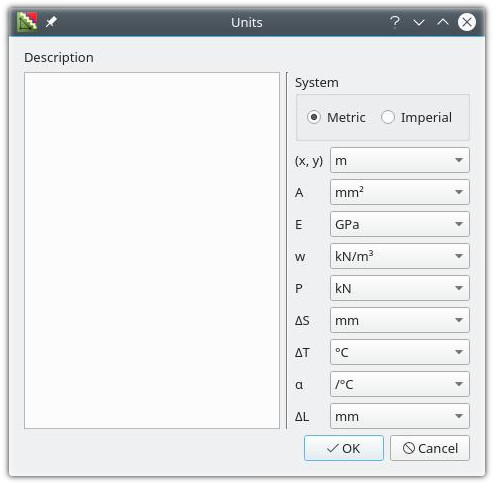 Units
Description
System
Metric Imperial
(x, y) m
A mm²
E GPa
w kN/m³
P kN
ΔS mm
ΔT °C
α /°C
ΔL mm
OK Cancel